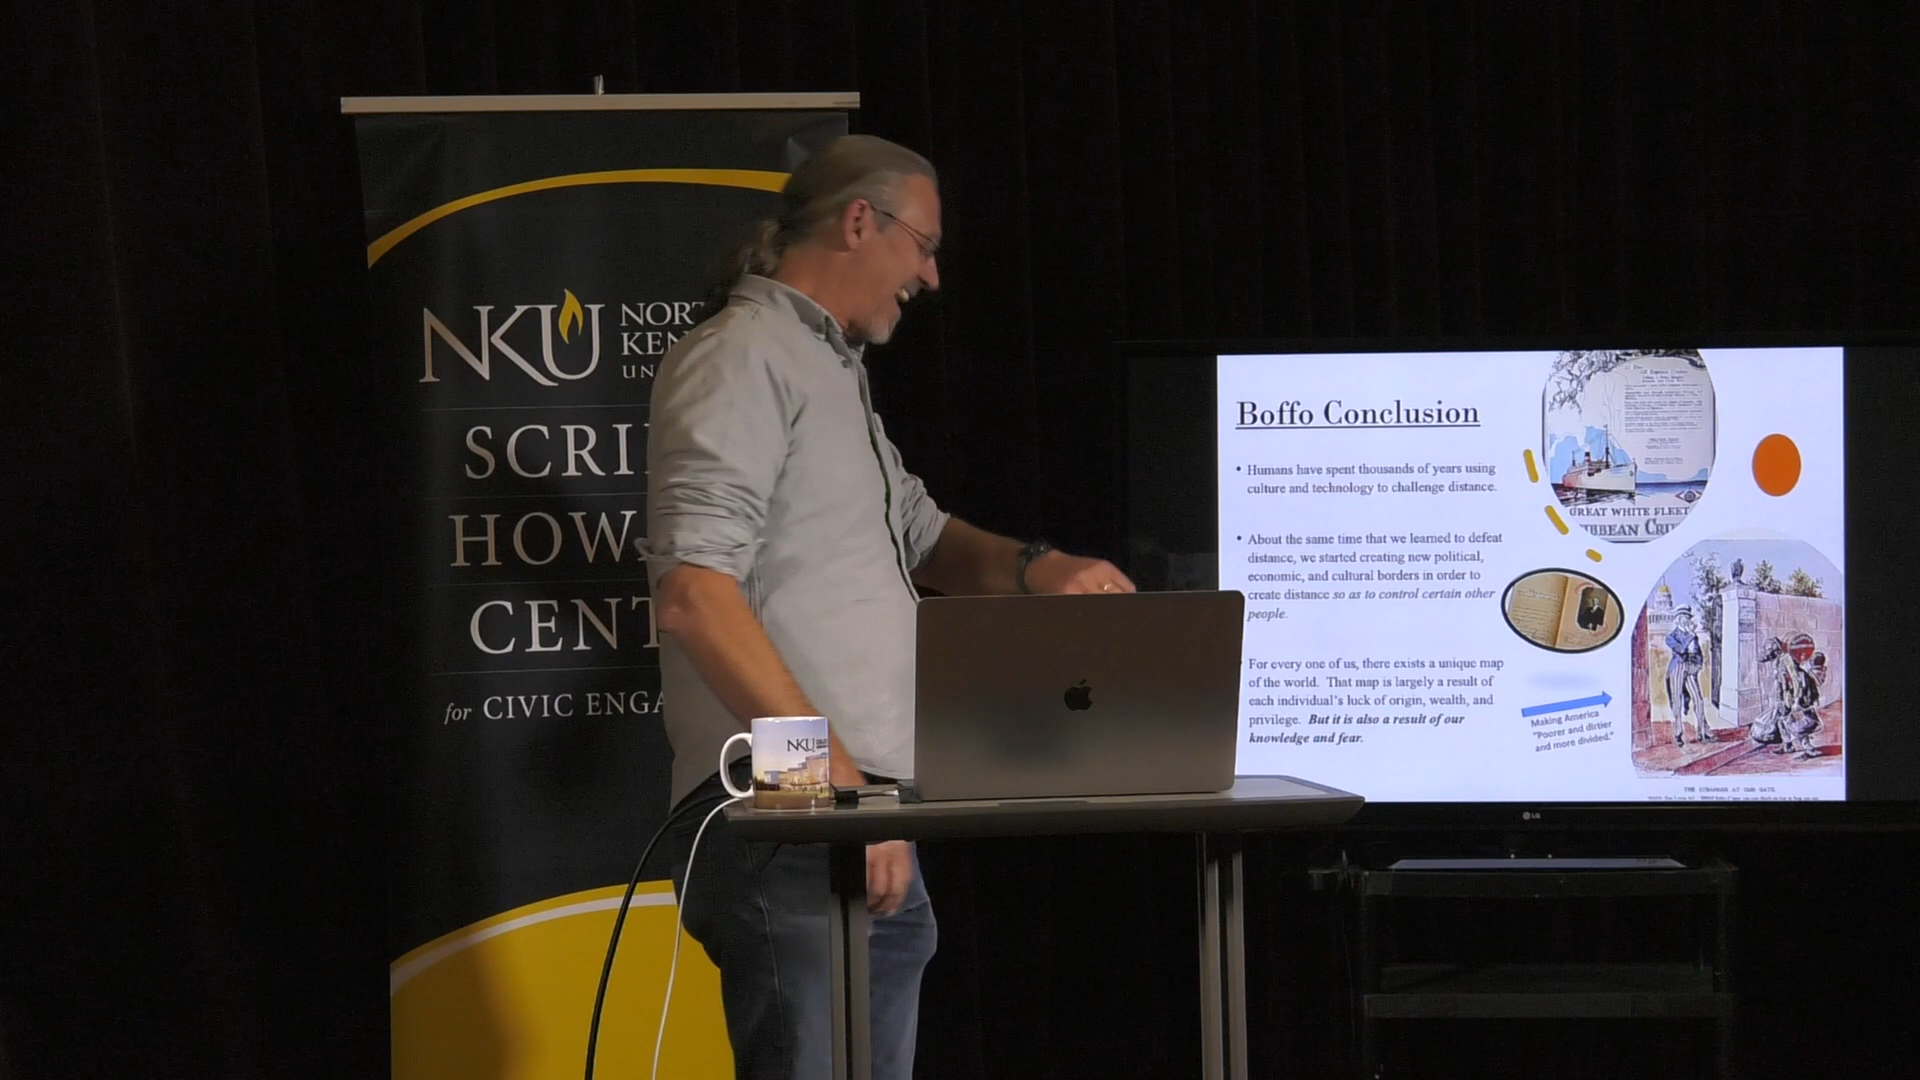 NKU
NOR
KEN
UN
SCRI
HOW
CENT
for CIVIC ENGA
NKU
Boffo Conclusion
• Humans have spent thousands of years using
culture and technology to challenge distance.
• About the same time that we learned to defeat
distance, we started creating new political,
economic, and cultural borders in order to
create distance so as to control certain other
people.
For every one of us, there exists a unique map
of the world. That map is largely a result of
each individual's luck of origin, wealth, and
privilege. But it is also a result of our
knowledge and fear.
GREAT WHITE FLEET
BBEAN CRU
Making America
"Poorer and dirtier
and more divided."
THE STRANGER AT OUR GATE.
LG